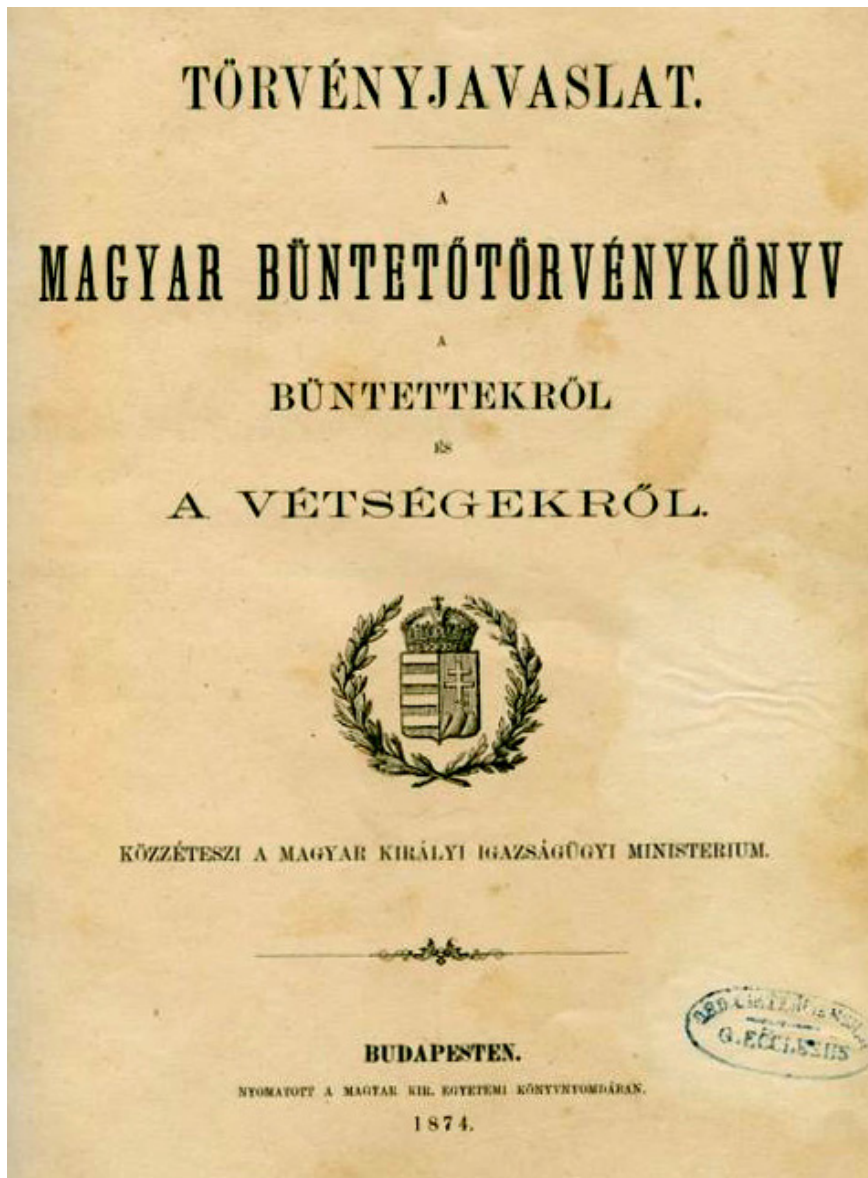 TÖRVÉNYJAVASLAT.
A
MAGYAR BÜNTETŐTÖRVÉNYKÖNYV
A
BÜNTETTEKRŐL
ÉS
A VÉTSÉGEKRŐL.
KÖZZÉTESZI A MAGYAR KIRÁLYI IGAZSÁGÜGYI MINISTERIUM.
BUDAPESTEN.
NYOMATOTT A MAGYAR KIR. EGYETEMI KÖNYVNYOMDÁBAN.
1874.